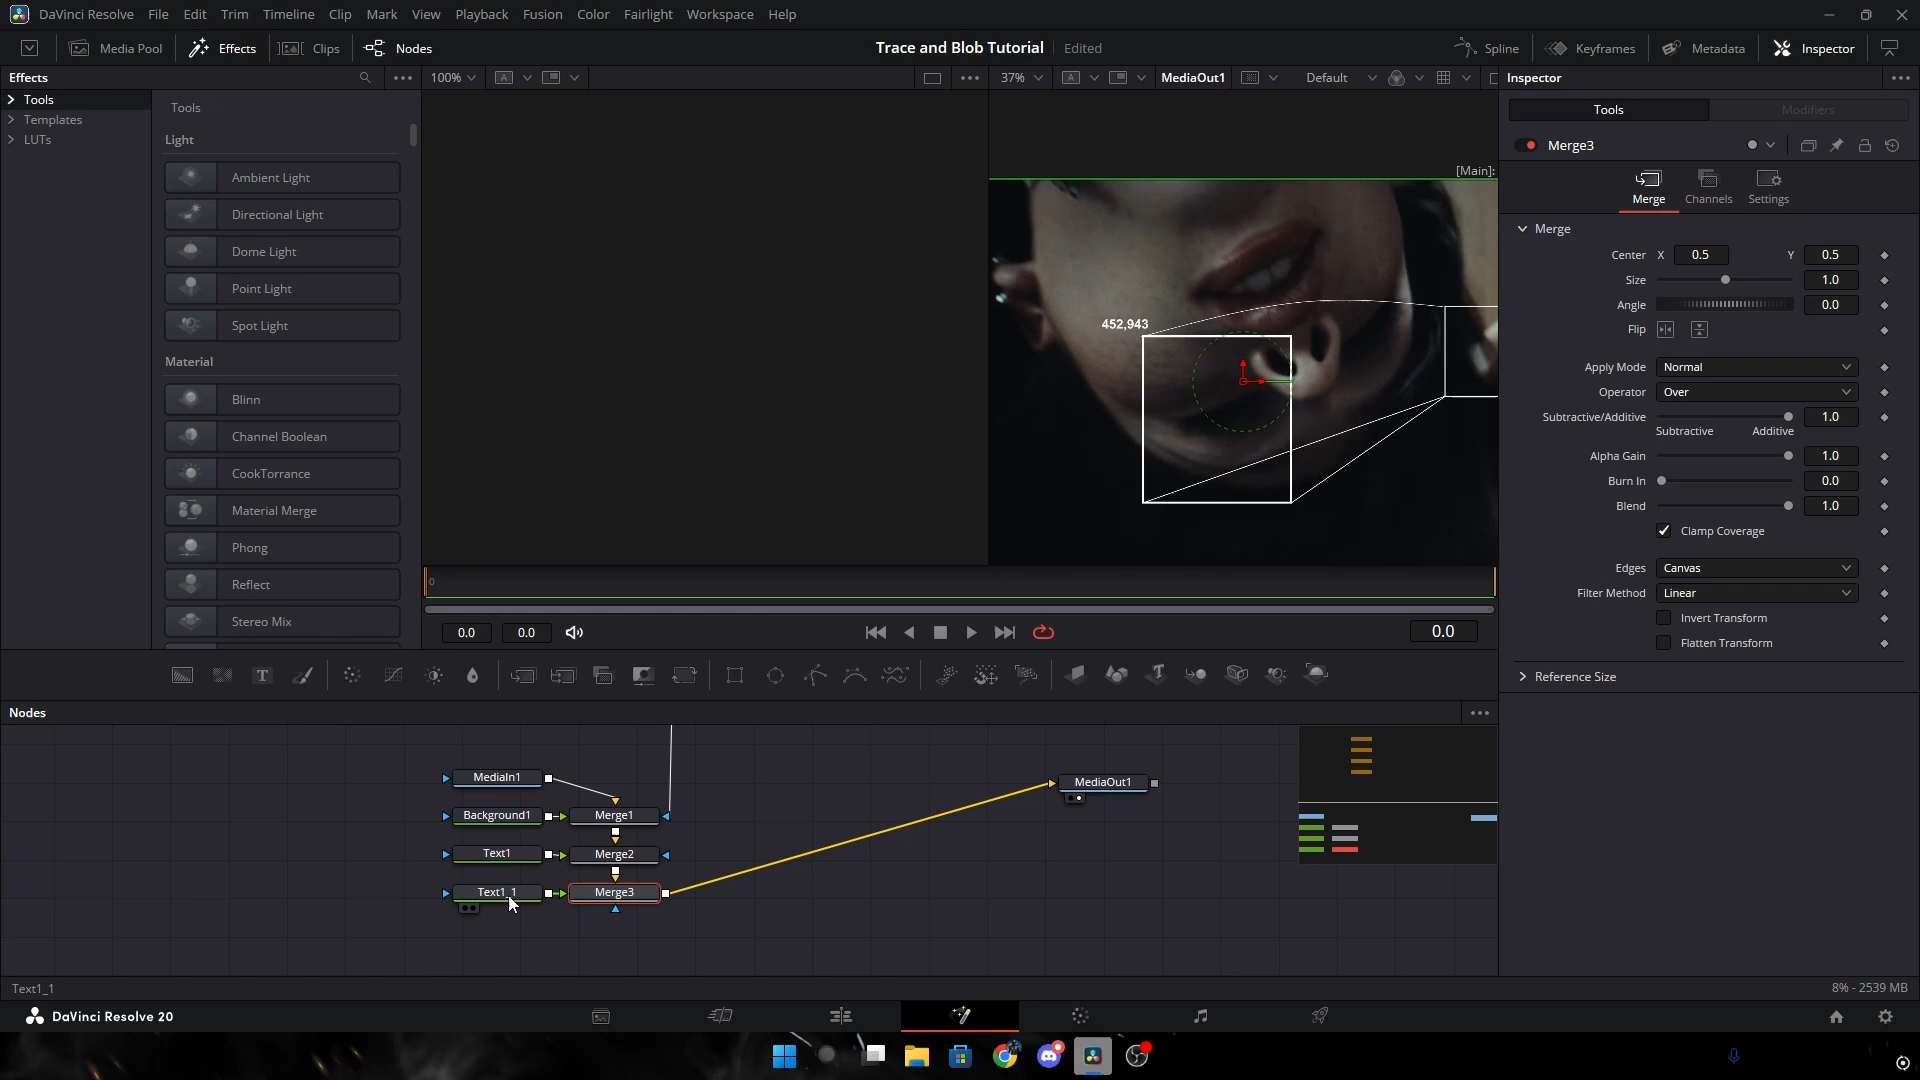 DaVinci Resolve File Edit Trim Timeline Clip Mark View Playback Fusion Color Fairlight Workspace Help
Media Pool Effects Clips Nodes Trace and Blob Tutorial Edited Spline Keyframes Metadata Inspector
Effects 100% A 37% A MediaOut1 Default Inspector
Tools
Templates
LUTs
Tools
Light
Ambient Light
Directional Light
Dome Light
Point Light
Spot Light
Material
Blinn
Channel Boolean
CookTorrance
Material Merge
Phong
Reflect
Stereo Mix
[Main]:
452,943
Tools Modifiers
Merge3
Merge Channels Settings
Merge
Center X 0.5 Y 0.5
Size 1.0
Angle 0.0
Flip
Apply Mode Normal
Operator Over
Subtractive/Additive 1.0
Subtractive Additive
Alpha Gain 1.0
Burn In 0.0
Blend 1.0
Clamp Coverage
Edges Canvas
Filter Method Linear
Invert Transform
Flatten Transform
Reference Size
0
0.0 0.0 0.0
T T
Nodes
MediaIn1 MediaOut1
Background1 Merge1
Text1 Merge2
Text1_1 Merge3
Text1_1 8% - 2539 MB
DaVinci Resolve 20